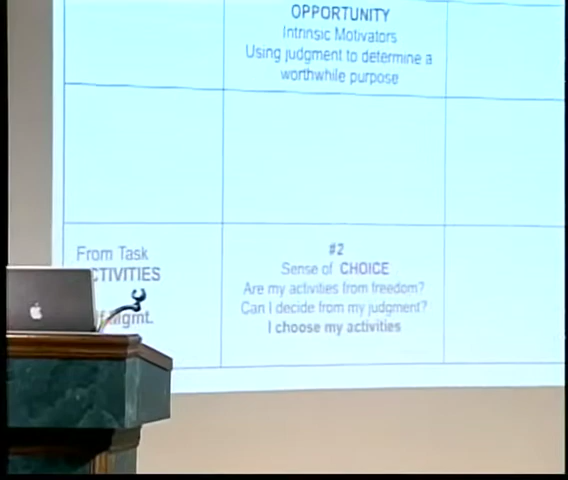 OPPORTUNITY
Intrinsic Motivators
Using judgment to determine a
worthwhile purpose
From Task
CTIVITIES
f Mgmt.
#2
Sense of CHOICE
Are my activities from freedom?
Can I decide from my judgment?
I choose my activities